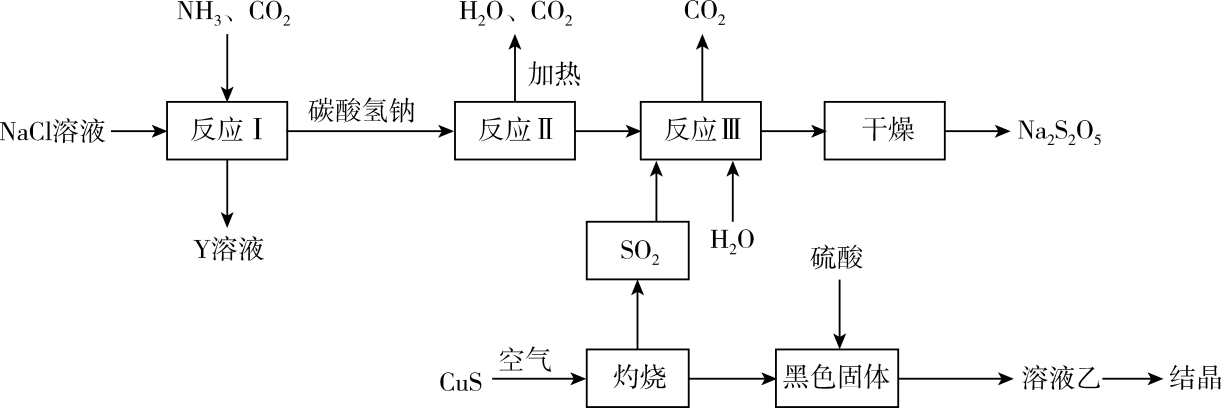 NH3、CO2
H2O、CO2
CO2
加热
NaCl溶液
反应Ⅰ
碳酸氢钠
反应Ⅱ
反应Ⅲ
干燥
Na2S2O5
Y溶液
SO2
H2O
硫酸
CuS
空气
灼烧
黑色固体
溶液乙
结晶